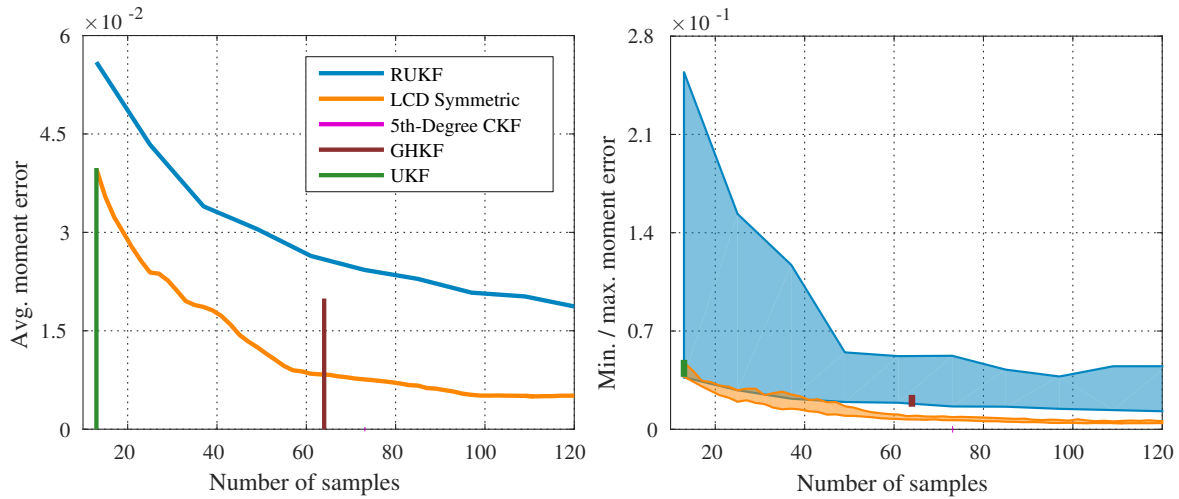 ×10⁻²
6
4.5
3
1.5
0
20 40 60 80 100 120
Avg. moment error
Number of samples
RUKF
LCD Symmetric
5th-Degree CKF
GHKF
UKF
×10⁻¹
2.8
2.1
1.4
0.7
0
20 40 60 80 100 120
Min. / max. moment error
Number of samples